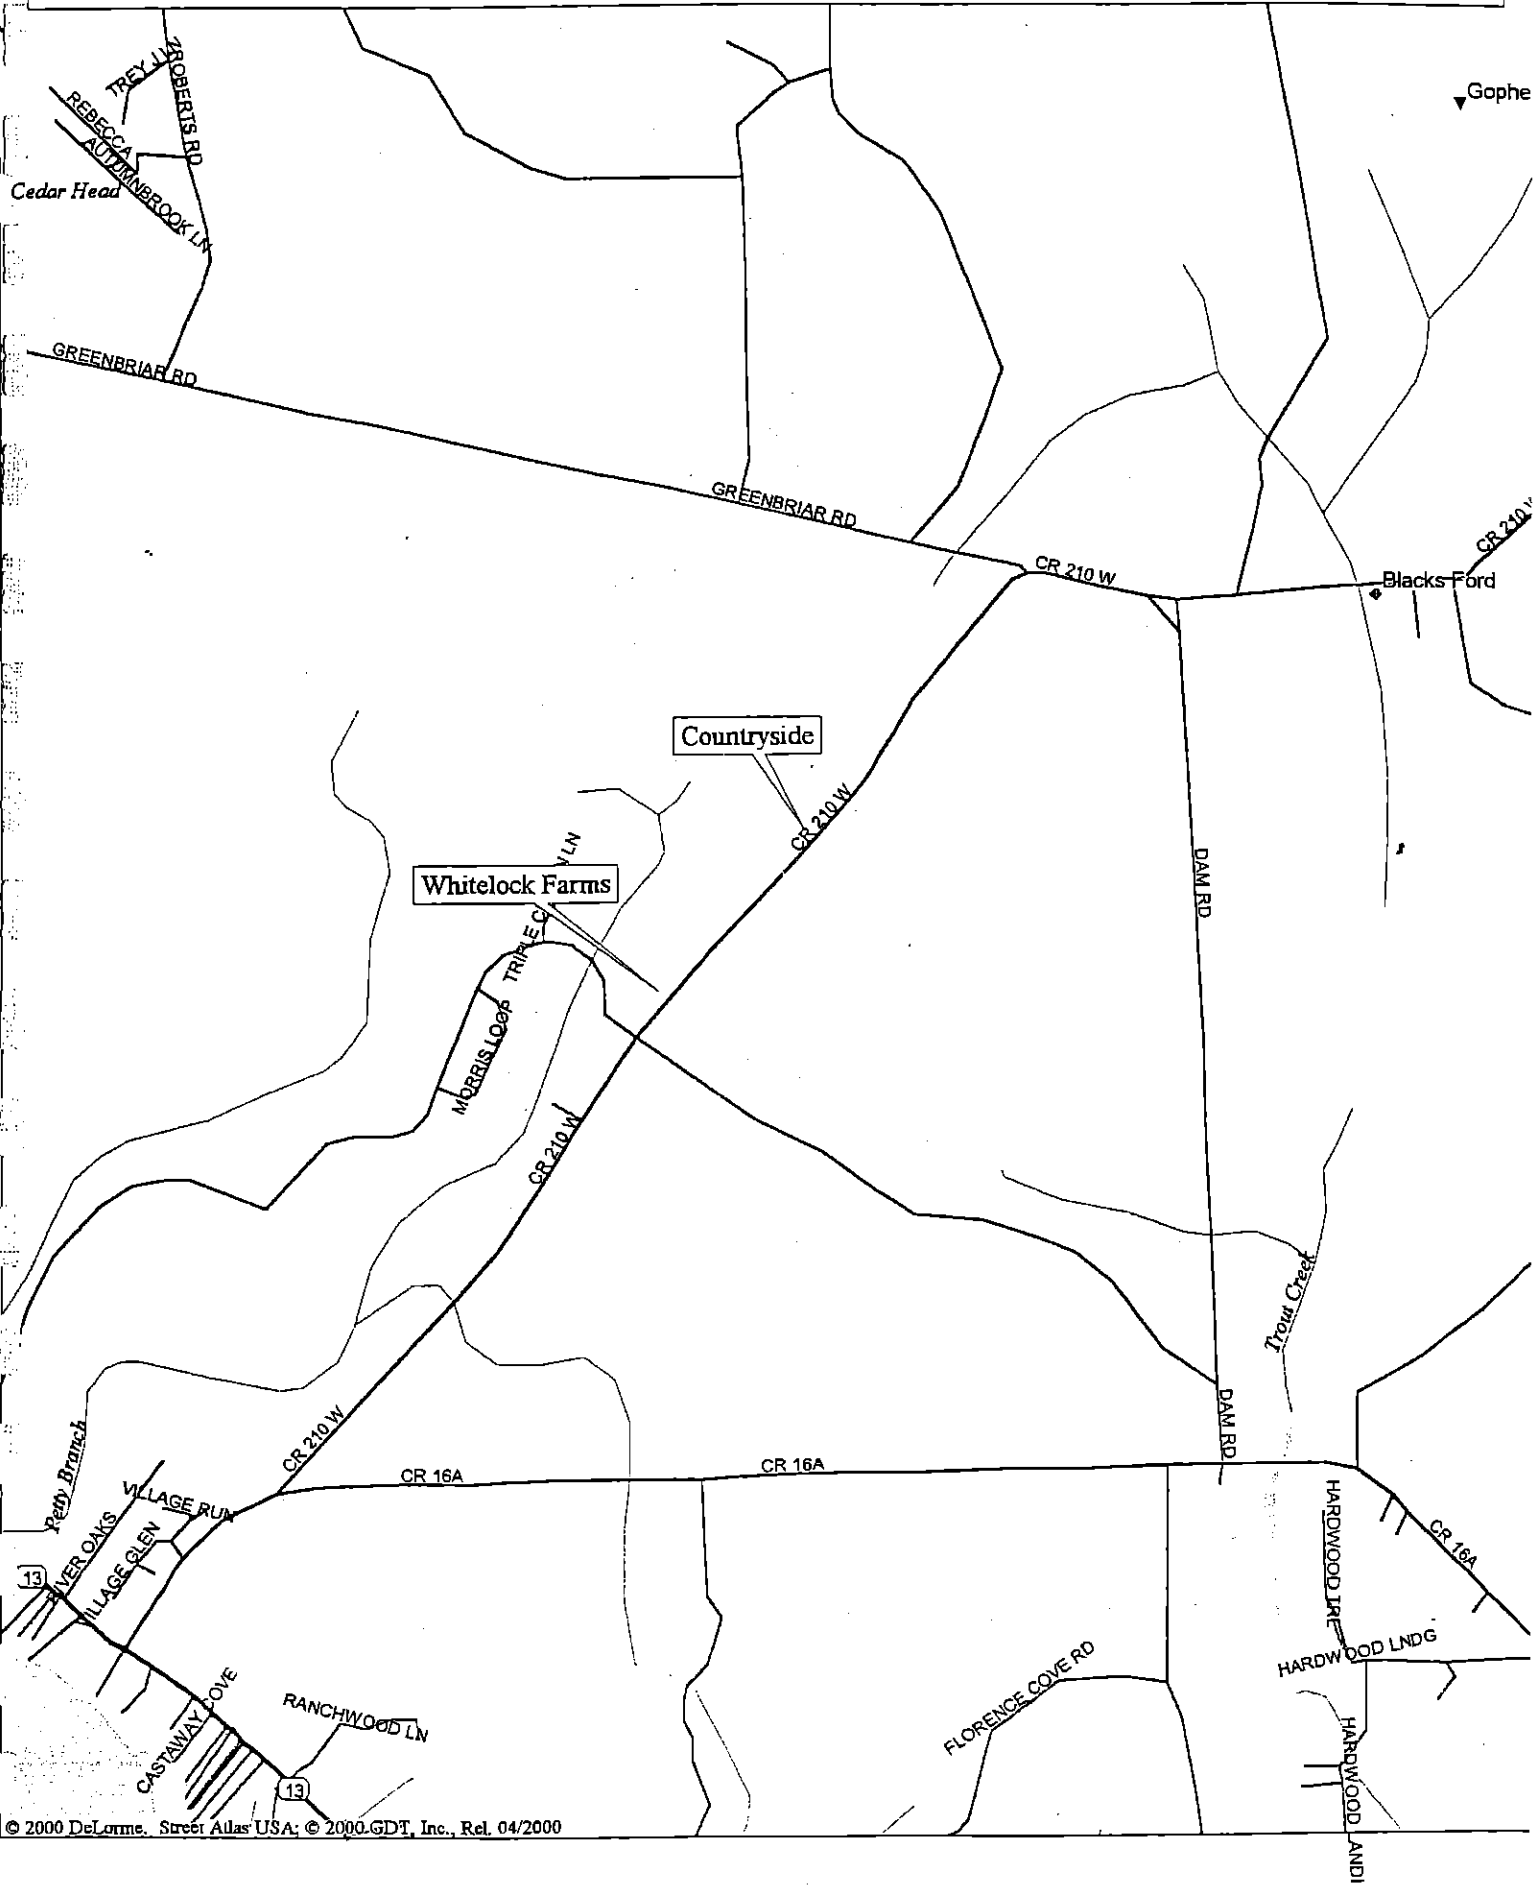 Gophe
TREY
ROBERTS RD
REBECCA
AUTUMNBROOK LN
Cedar Head
GREENBRIAR RD
GREENBRIAR RD
CR 210
CR 210 W
Blacks Ford
Countryside
CR 210 W
LN
Whitelock Farms
DAM RD
TRIPLE C
MORRIS LOOP
CR 210 W
Trout Creek
CR 210 W
DAM RD
CR 16A
CR 16A
Petty Branch
VILLAGE RUN
RIVER OAKS
VILLAGE GLEN
13
HARDWOOD TRL
CR 16A
HARDWOOD LNDG
FLORENCE COVE RD
CASTAWAY COVE
RANCHWOOD LN
13
HARDWOOD LANDI
© 2000 DeLorme. Street Atlas USA; © 2000 GDT, Inc., Rel. 04/2000